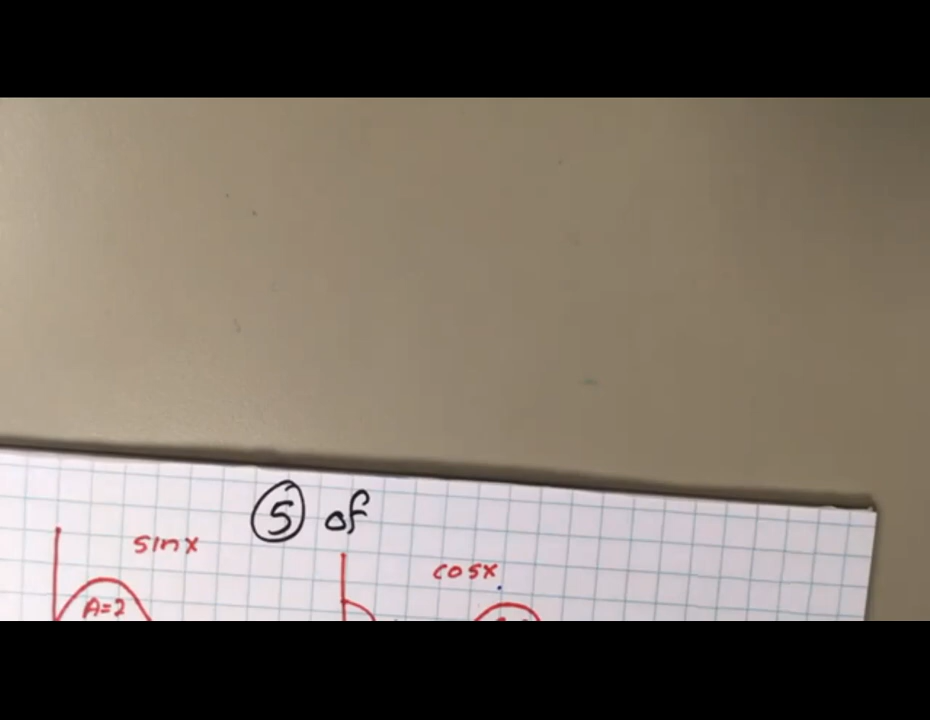 ⑤ of
sinx
cosx
A=2